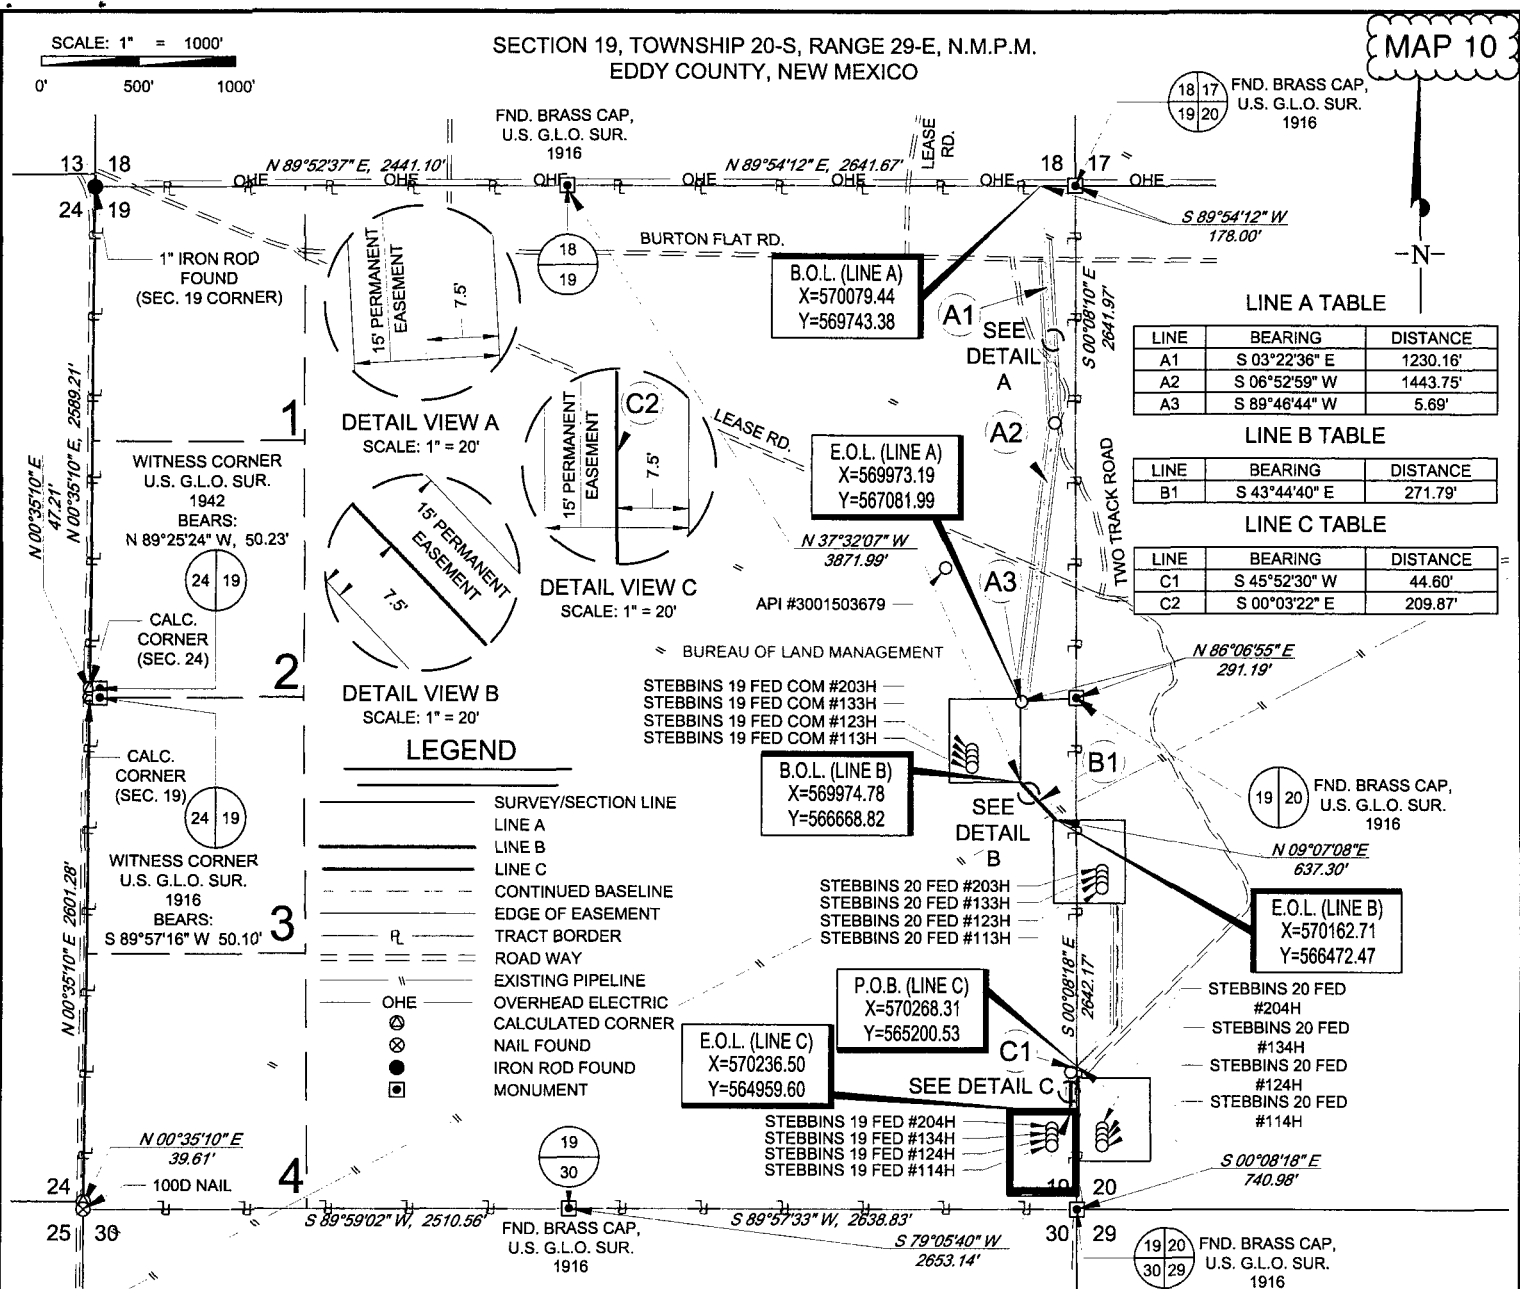 SCALE: 1" = 1000'
0' 500' 1000'
SECTION 19, TOWNSHIP 20-S, RANGE 29-E, N.M.P.M.
EDDY COUNTY, NEW MEXICO
MAP 10
18 17
19 20
FND. BRASS CAP,
U.S. G.L.O. SUR.
1916
FND. BRASS CAP,
U.S. G.L.O. SUR.
1916
LEASE
RD.
13 18
24 19
N 89°52'37" E, 2441.10'
N 89°54'12" E, 2641.67'
18 17
OHE OHE OHE OHE OHE OHE OHE
S 89°54'12" W
178.00'
-N-
1" IRON ROD
FOUND
(SEC. 19 CORNER)
18
19
BURTON FLAT RD.
15' PERMANENT
EASEMENT
7.5'
DETAIL VIEW A
SCALE: 1" = 20'
B.O.L. (LINE A)
X=570079.44
Y=569743.38
A1
SEE
DETAIL
A
S 00°08'10" E
2641.97'
LINE A TABLE
LINE BEARING DISTANCE
A1 S 03°22'36" E 1230.16'
A2 S 06°52'59" W 1443.75'
A3 S 89°46'44" W 5.69'
LINE B TABLE
LINE BEARING DISTANCE
B1 S 43°44'40" E 271.79'
LINE C TABLE
LINE BEARING DISTANCE
C1 S 45°52'30" W 44.60'
C2 S 00°03'22" E 209.87'
N 00°35'10" E, 2589.21'
1
15' PERMANENT
EASEMENT
C2
7.5'
DETAIL VIEW C
SCALE: 1" = 20'
LEASE RD.
A2
E.O.L. (LINE A)
X=569973.19
Y=567081.99
TWO TRACK ROAD
N 00°35'10" E
47.21'
WITNESS CORNER
U.S. G.L.O. SUR.
1942
BEARS:
N 89°25'24" W, 50.23'
24 19
CALC.
CORNER
(SEC. 24)
2
15' PERMANENT
EASEMENT
7.5'
DETAIL VIEW B
SCALE: 1" = 20'
N 37°32'07" W
3871.99'
A3
API #3001503679
BUREAU OF LAND MANAGEMENT
N 86°06'55" E
291.19'
STEBBINS 19 FED COM #203H
STEBBINS 19 FED COM #133H
STEBBINS 19 FED COM #123H
STEBBINS 19 FED COM #113H
B.O.L. (LINE B)
X=569974.78
Y=566668.82
B1
SEE
DETAIL
B
19 20
FND. BRASS CAP,
U.S. G.L.O. SUR.
1916
N 09°07'08"E
637.30'
CALC.
CORNER
(SEC. 19)
24 19
WITNESS CORNER
U.S. G.L.O. SUR.
1916
BEARS:
S 89°57'16" W 50.10'
3
N 00°35'10" E 2601.28'
LEGEND
SURVEY/SECTION LINE
LINE A
LINE B
LINE C
CONTINUED BASELINE
EDGE OF EASEMENT
PL TRACT BORDER
ROAD WAY
EXISTING PIPELINE
OHE OVERHEAD ELECTRIC
CALCULATED CORNER
NAIL FOUND
IRON ROD FOUND
MONUMENT
STEBBINS 20 FED #203H
STEBBINS 20 FED #133H
STEBBINS 20 FED #123H
STEBBINS 20 FED #113H
E.O.L. (LINE B)
X=570162.71
Y=566472.47
S 00°08'18" E
2642.17'
P.O.B. (LINE C)
X=570268.31
Y=565200.53
E.O.L. (LINE C)
X=570236.50
Y=564959.60
C1
SEE DETAIL C
STEBBINS 20 FED
#204H
STEBBINS 20 FED
#134H
STEBBINS 20 FED
#124H
STEBBINS 20 FED
#114H
STEBBINS 19 FED #204H
STEBBINS 19 FED #134H
STEBBINS 19 FED #124H
STEBBINS 19 FED #114H
N 00°35'10" E
39.61'
100D NAIL
4
24
25 30
19
30
S 89°59'02" W, 2510.56'
FND. BRASS CAP,
U.S. G.L.O. SUR.
1916
S 89°57'33" W, 2638.83'
S 79°05'40" W
2653.14'
S 00°08'18" E
740.98'
19 20
30 29
19 20
30 29
FND. BRASS CAP,
U.S. G.L.O. SUR.
1916